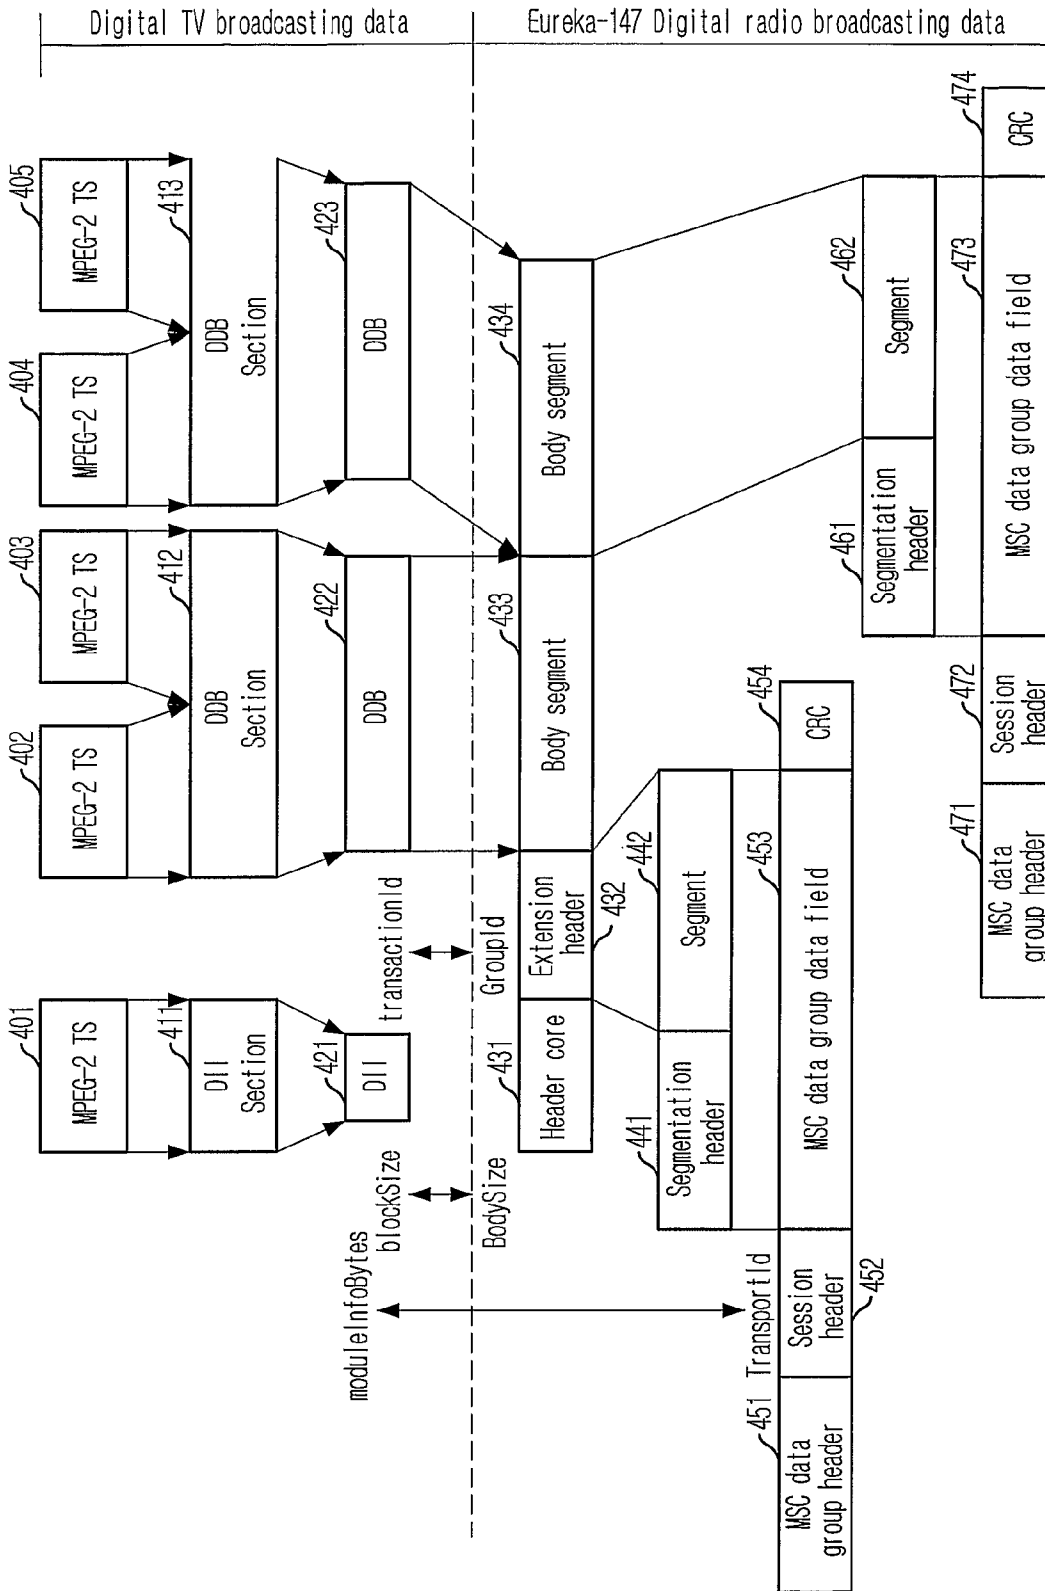 Digital TV broadcasting data
Eureka-147 Digital radio broadcasting data
401
MPEG-2 TS
402
MPEG-2 TS
403
MPEG-2 TS
404
MPEG-2 TS
405
MPEG-2 TS
411
DII
Section
412
DDB
Section
413
DDB
Section
421
DII
422
DDB
423
DDB
moduleInfoBytes
blockSize
transactionId
BodySize
GroupId
431
Header core
Extension
header
432
433
Body segment
434
Body segment
441
Segmentation
header
442
Segment
451
MSC data
group header
TransportId
Session
header
452
453
MSC data group data field
454
CRC
461
Segmentation
header
462
Segment
471
MSC data
group header
472
Session
header
473
MSC data group data field
474
CRC